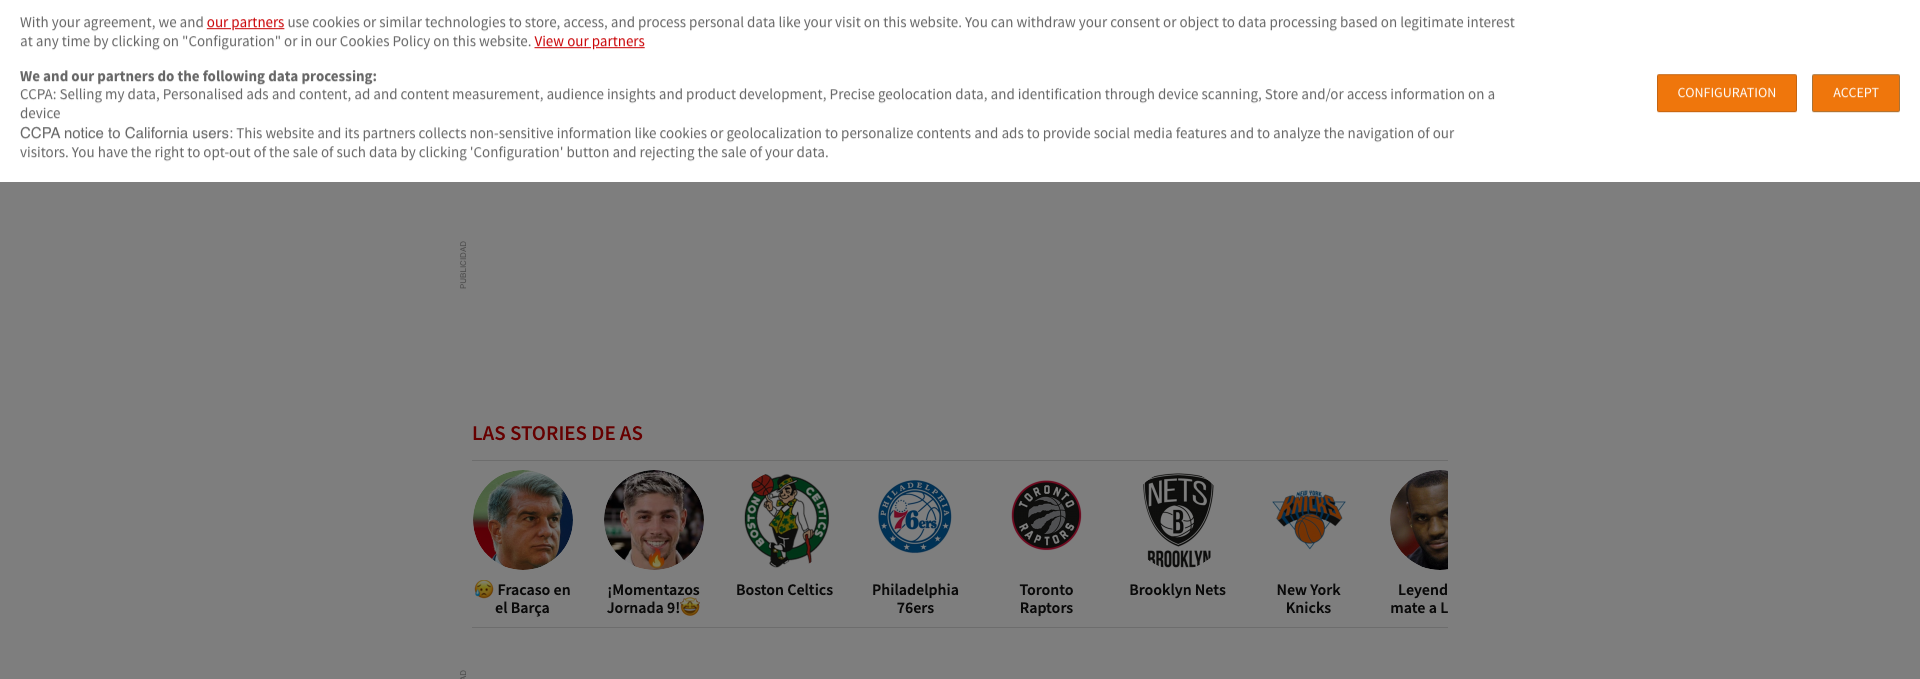 With your agreement, we and our partners use cookies or similar technologies to store, access, and process personal data like your visit on this website. You can withdraw your consent or object to data processing based on legitimate interest
at any time by clicking on "Configuration" or in our Cookies Policy on this website. View our partners
We and our partners do the following data processing:
CCPA: Selling my data, Personalised ads and content, ad and content measurement, audience insights and product development, Precise geolocation data, and identification through device scanning, Store and/or access information on a
device
CCPA notice to California users: This website and its partners collects non-sensitive information like cookies or geolocalization to personalize contents and ads to provide social media features and to analyze the navigation of our
visitors. You have the right to opt-out of the sale of such data by clicking 'Configuration' button and rejecting the sale of your data.
CONFIGURATION
ACCEPT
PUBLICIDAD
LAS STORIES DE AS
BOSTON CELTICS
PHILADELPHIA
76ers
TORONTO
RAPTORS
NETS
B
BROOKLYN
NEW YORK
KNICKS
😥 Fracaso en
el Barça
¡Momentazos
Jornada 9!🤩
Boston Celtics
Philadelphia
76ers
Toronto
Raptors
Brooklyn Nets
New York
Knicks
Leyend
mate a L
AD